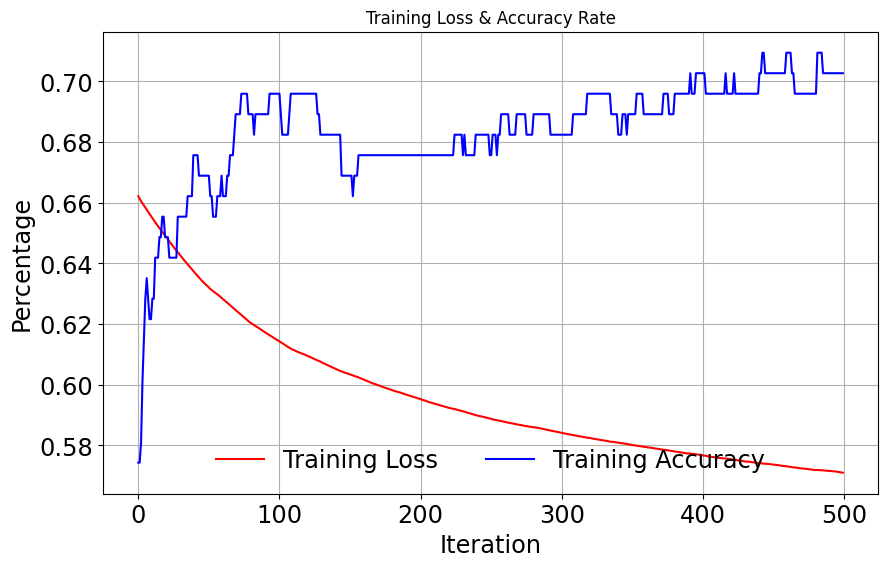 Training Loss & Accuracy Rate
Percentage
0.70
0.68
0.66
0.64
0.62
0.60
0.58
Training Loss
Training Accuracy
0 100 200 300 400 500
Iteration